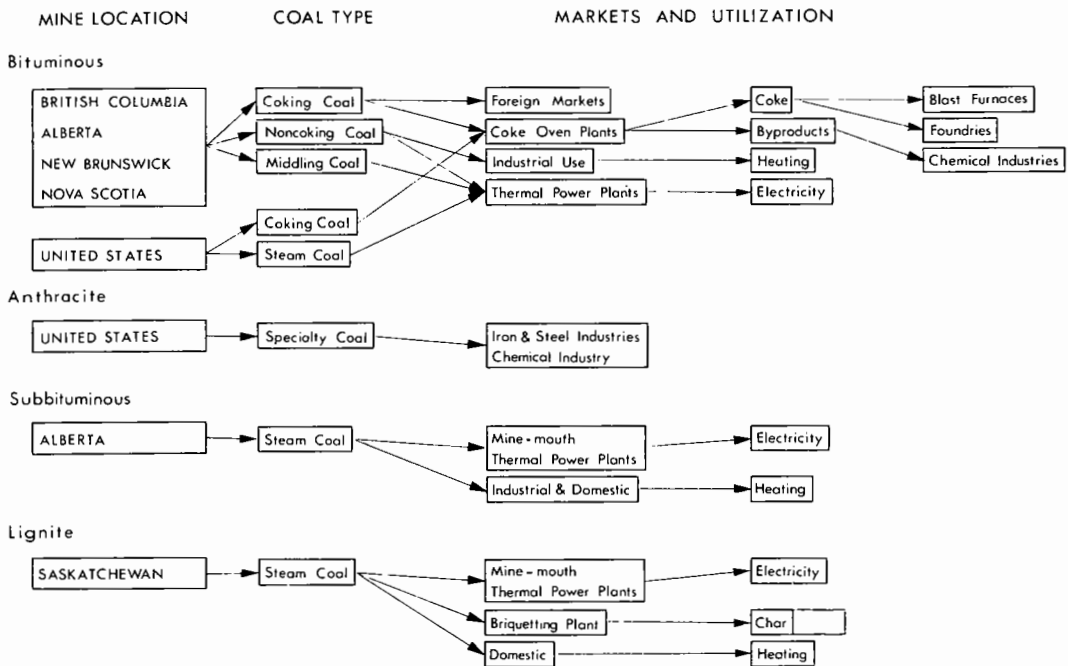 MINE LOCATION COAL TYPE MARKETS AND UTILIZATION
Bituminous
BRITISH COLUMBIA
ALBERTA
NEW BRUNSWICK
NOVA SCOTIA
UNITED STATES
Coking Coal
Noncoking Coal
Middling Coal
Coking Coal
Steam Coal
Foreign Markets
Coke Oven Plants
Industrial Use
Thermal Power Plants
Coke
Byproducts
Heating
Electricity
Blast Furnaces
Foundries
Chemical Industries
Anthracite
UNITED STATES
Specialty Coal
Iron & Steel Industries
Chemical Industry
Subbituminous
ALBERTA
Steam Coal
Mine-mouth
Thermal Power Plants
Industrial & Domestic
Electricity
Heating
Lignite
SASKATCHEWAN
Steam Coal
Mine-mouth
Thermal Power Plants
Briquetting Plant
Domestic
Electricity
Char
Heating